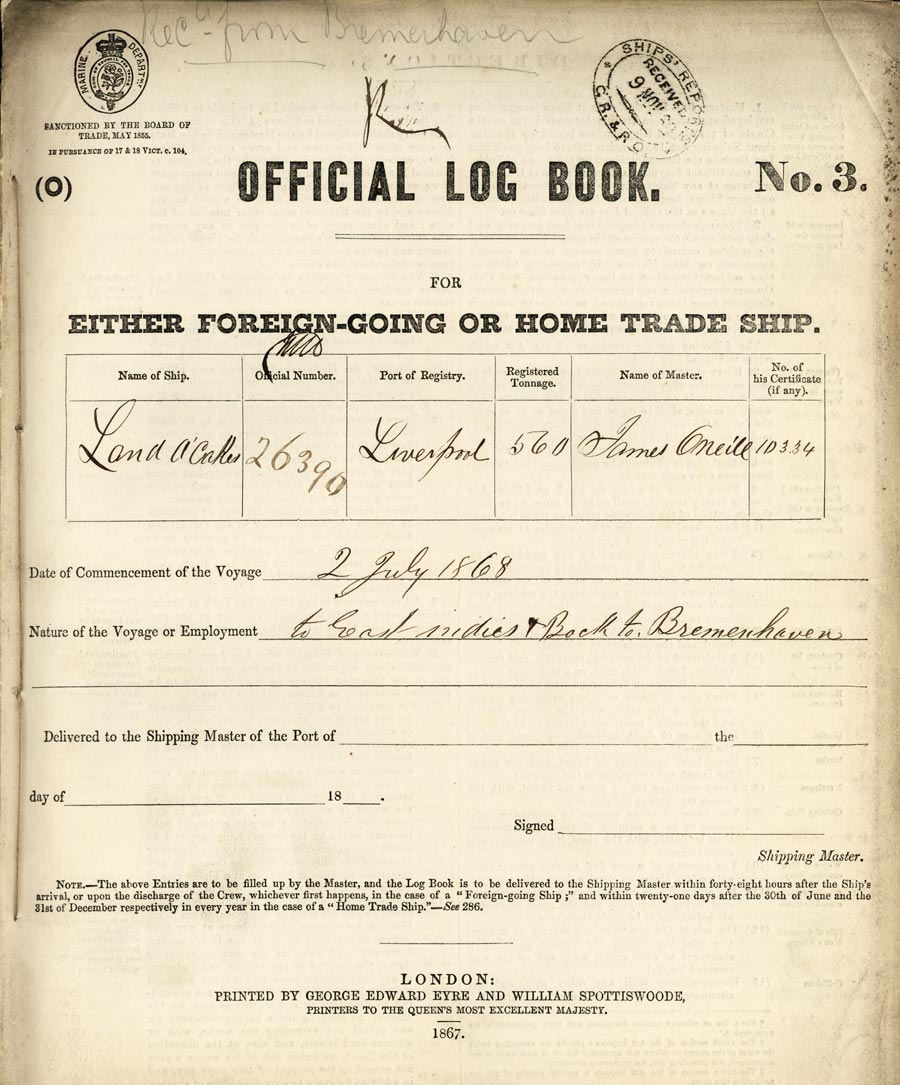 Rec'd from Bremerhaven
MARINE DEPARTMT.
SANCTIONED BY THE BOARD OF
TRADE, MAY 1855.
IN PURSUANCE OF 17 & 18 VICT. c. 104.
SHIPS' REPORTS
RECEIVED
9 NOV
G.R. & R.O.
(O)
OFFICIAL LOG BOOK.
No. 3.
FOR
EITHER FOREIGN-GOING OR HOME TRADE SHIP.
Name of Ship. Official Number. Port of Registry. Registered Tonnage. Name of Master. No. of his Certificate (if any).
Land O'Cakes 26390 Liverpool 560 James Oneill 10334
Date of Commencement of the Voyage 2 July 1868
Nature of the Voyage or Employment to East indies & Back to Bremenhaven
Delivered to the Shipping Master of the Port of the
day of 18 .
Signed
Shipping Master.
NOTE.—The above Entries are to be filled up by the Master, and the Log Book is to be delivered to the Shipping Master within forty-eight hours after the Ship's
arrival, or upon the discharge of the Crew, whichever first happens, in the case of a "Foreign-going Ship;" and within twenty-one days after the 30th of June and the
31st of December respectively in every year in the case of a "Home Trade Ship."—See 286.
LONDON:
PRINTED BY GEORGE EDWARD EYRE AND WILLIAM SPOTTISWOODE,
PRINTERS TO THE QUEEN'S MOST EXCELLENT MAJESTY.
1867.